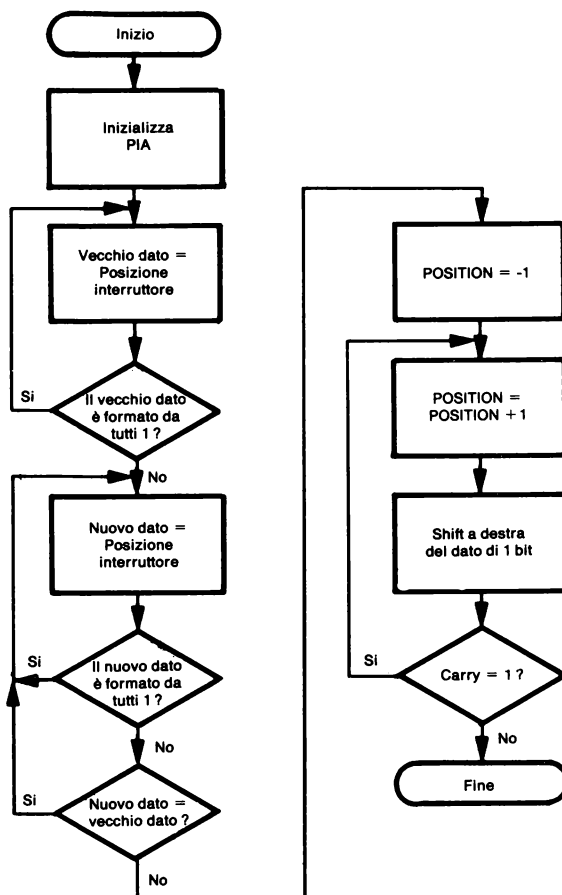 Inizio
Inizializza
PIA
Vecchio dato =
Posizione
interruttore
Si
Il vecchio dato
è formato da
tutti 1 ?
No
Nuovo dato =
Posizione
interruttore
Si
Il nuovo dato
è formato da
tutti 1 ?
No
Si
Nuovo dato =
vecchio dato ?
No
POSITION = -1
POSITION =
POSITION + 1
Shift a destra
del dato di 1 bit
Si
Carry = 1 ?
No
Fine